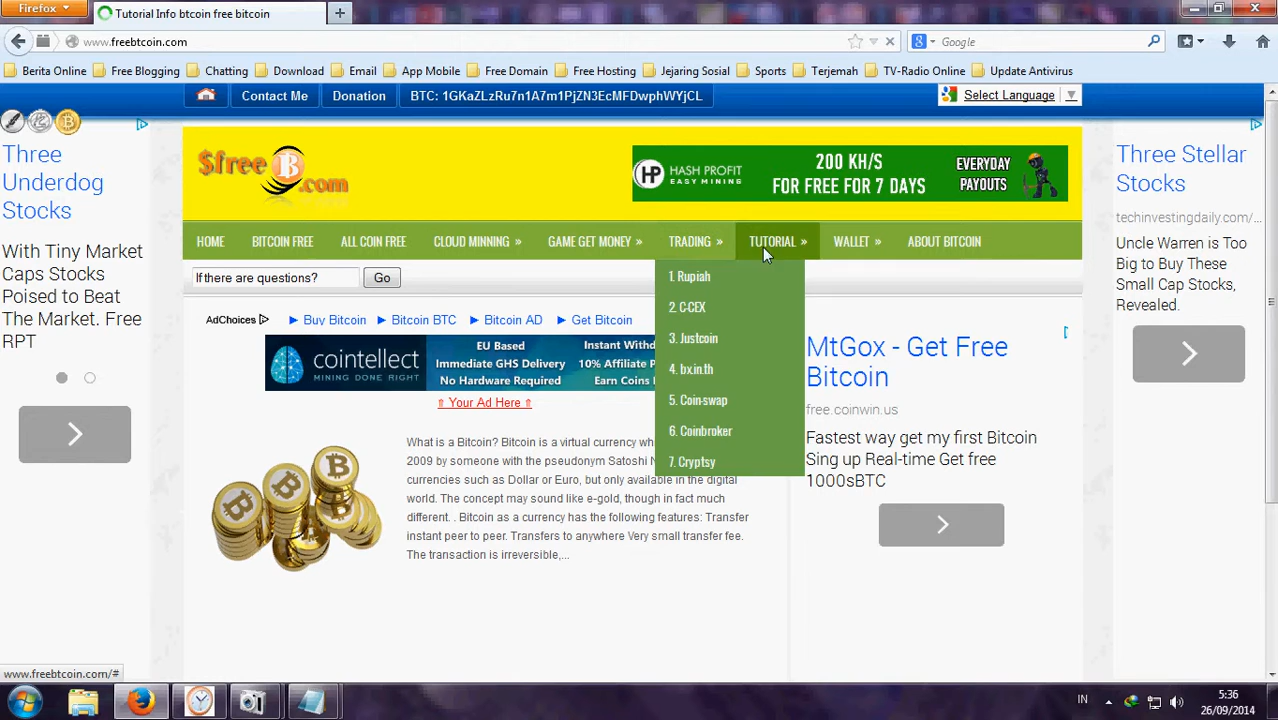 Firefox
Tutorial Info btcoin free bitcoin
www.freebtcoin.com
Google
Berita Online
Free Blogging
Chatting
Download
Email
App Mobile
Free Domain
Free Hosting
Jejaring Sosial
Sports
Terjemah
TV-Radio Online
Update Antivirus
Contact Me
Donation
BTC: 1GKaZLzRu7n1A7m1PjZN3EcMFDwphWYjCL
Select Language
Three
Underdog
Stocks
With Tiny Market
Caps Stocks
Poised to Beat
The Market. Free
RPT
$free B.com
HP HASH PROFIT
EASY MINING
200 KH/S
FOR FREE FOR 7 DAYS
EVERYDAY
PAYOUTS
HOME
BITCOIN FREE
ALL COIN FREE
CLOUD MINNING »
GAME GET MONEY »
TRADING »
TUTORIAL »
WALLET »
ABOUT BITCOIN
1. Rupiah
2. C-CEX
3. Justcoin
4. bx.in.th
5. Coin-swap
6. Coinbroker
7. Cryptsy
If there are questions?
Go
AdChoices
Buy Bitcoin
Bitcoin BTC
Bitcoin AD
Get Bitcoin
cointellect
MINING DONE RIGHT
EU Based
Immediate GHS Delivery
No Hardware Required
Instant Withd
10% Affiliate P
Earn Coins
⇑ Your Ad Here ⇑
What is a Bitcoin? Bitcoin is a virtual currency wh
2009 by someone with the pseudonym Satoshi N
currencies such as Dollar or Euro, but only available in the digital
world. The concept may sound like e-gold, though in fact much
different. . Bitcoin as a currency has the following features: Transfer
instant peer to peer. Transfers to anywhere Very small transfer fee.
The transaction is irreversible,...
MtGox - Get Free
Bitcoin
free.coinwin.us
Fastest way get my first Bitcoin
Sing up Real-time Get free
1000sBTC
Three Stellar
Stocks
techinvestingdaily.com/...
Uncle Warren is Too
Big to Buy These
Small Cap Stocks,
Revealed.
www.freebtcoin.com/#
IN
5:36
26/09/2014